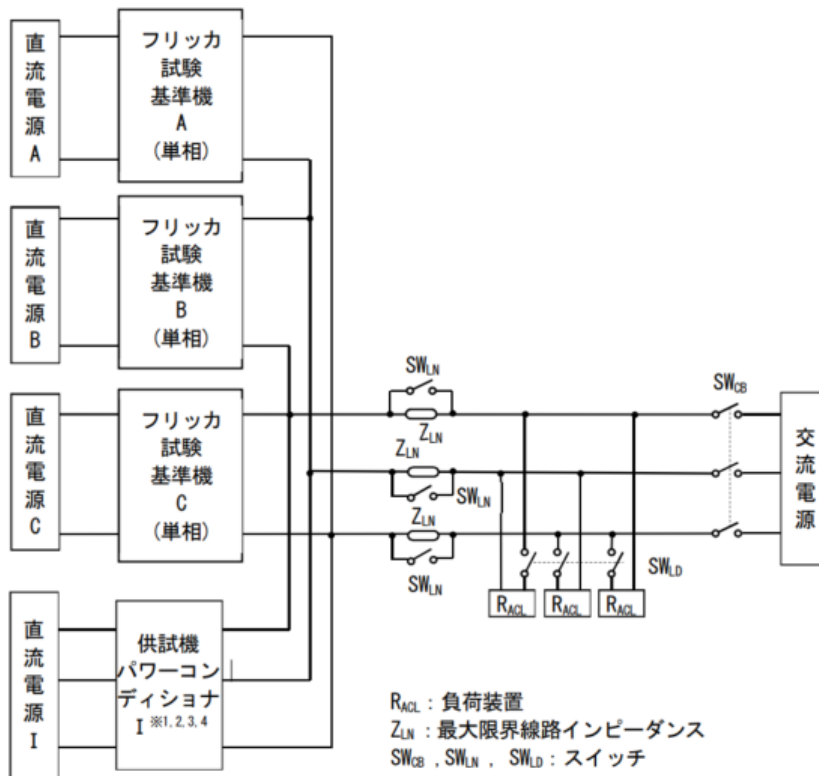 直流電源A
フリッカ
試験
基準機
A
(単相)
直流電源B
フリッカ
試験
基準機
B
(単相)
直流電源C
フリッカ
試験
基準機
C
(単相)
直流電源I
供試機
パワーコン
ディショナ
I ※1,2,3,4
SWLN
ZLN
ZLN
SWLN
ZLN
SWLN
SWCB
交流電源
SWLD
RACL
RACL
RACL
RACL:負荷装置
ZLN:最大限界線路インピーダンス
SWCB ,SWLN , SWLD:スイッチ